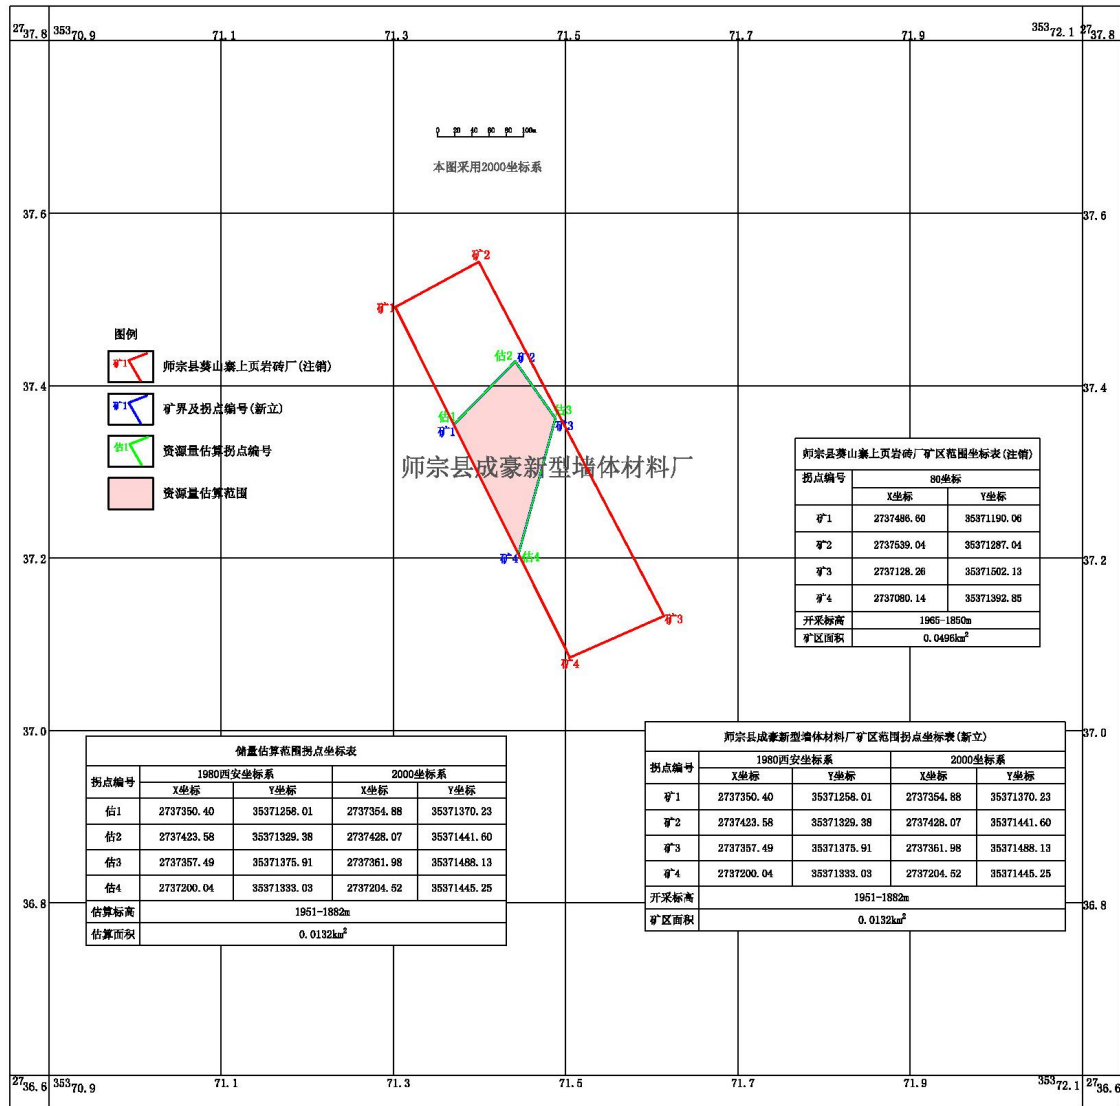 27 37.8 353 70.9 71.1 71.3 71.5 71.7 71.9 353 72.1 27 37.8
0 20 40 60 80 100m
本图采用2000坐标系
37.6 37.6
矿2
矿1
图例
矿1 师宗县葵山寨上页岩砖厂(注销)
矿1 矿界及拐点编号(新立)
估1 资源量估算拐点编号
资源量估算范围
37.4 37.4
估2 矿2
估1 估3
矿1 矿3
师宗县成豪新型墙体材料厂
37.2 37.2
矿4 估4
矿3
矿4
师宗县葵山寨上页岩砖厂矿区范围坐标表(注销)
拐点编号 80坐标
X坐标 Y坐标
矿1 2737486.60 35371190.06
矿2 2737539.04 35371287.04
矿3 2737128.26 35371502.13
矿4 2737080.14 35371392.85
开采标高 1965-1850m
矿区面积 0.0496km²
37.0 37.0
储量估算范围拐点坐标表
拐点编号 1980西安坐标系 2000坐标系
X坐标 Y坐标 X坐标 Y坐标
估1 2737350.40 35371258.01 2737354.88 35371370.23
估2 2737423.58 35371329.38 2737428.07 35371441.60
估3 2737357.49 35371375.91 2737361.98 35371488.13
估4 2737200.04 35371333.03 2737204.52 35371445.25
估算标高 1951-1882m
估算面积 0.0132km²
师宗县成豪新型墙体材料厂矿区范围拐点坐标表(新立)
拐点编号 1980西安坐标系 2000坐标系
X坐标 Y坐标 X坐标 Y坐标
矿1 2737350.40 35371258.01 2737354.88 35371370.23
矿2 2737423.58 35371329.38 2737428.07 35371441.60
矿3 2737357.49 35371375.91 2737361.98 35371488.13
矿4 2737200.04 35371333.03 2737204.52 35371445.25
开采标高 1951-1882m
矿区面积 0.0132km²
36.8 36.8
27 36.6 353 70.9 71.1 71.3 71.5 71.7 71.9 353 72.1 27 36.6